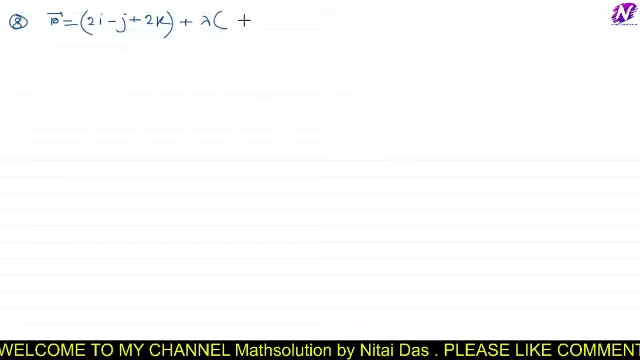 ⑧ r⃗ = (2i - j + 2k) + λ(
N
WELCOME TO MY CHANNEL Mathsolution by Nitai Das . PLEASE LIKE COMMENT